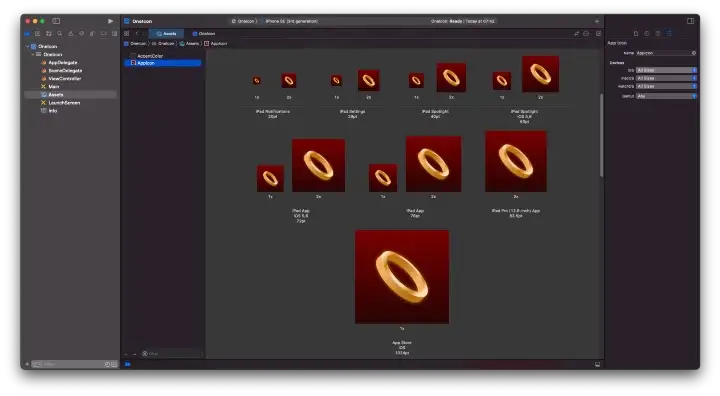 OneIcon
OneIcon
iPhone SE (3rd generation)
OneIcon: Ready | Today at 07:42
Assets
OneIcon
OneIcon
OneIcon
Assets
AppIcon
OneIcon
OneIcon
AppDelegate
SceneDelegate
ViewController
Main
Assets
LaunchScreen
Info
AccentColor
AppIcon
1x
2x
1x
2x
1x
2x
1x
2x
iPad Notifications
20pt
iPad Settings
29pt
iPad Spotlight
40pt
iPad Spotlight
iOS 5,6
50pt
1x
2x
1x
2x
2x
iPad App
iOS 5,6
72pt
iPad App
76pt
iPad Pro (12.9-inch) App
83.5pt
1x
App Store
iOS
1024pt
App Icon
Name
AppIcon
Devices
iOS
All Sizes
macOS
All Sizes
watchOS
All Sizes
Any
Filter
Filter